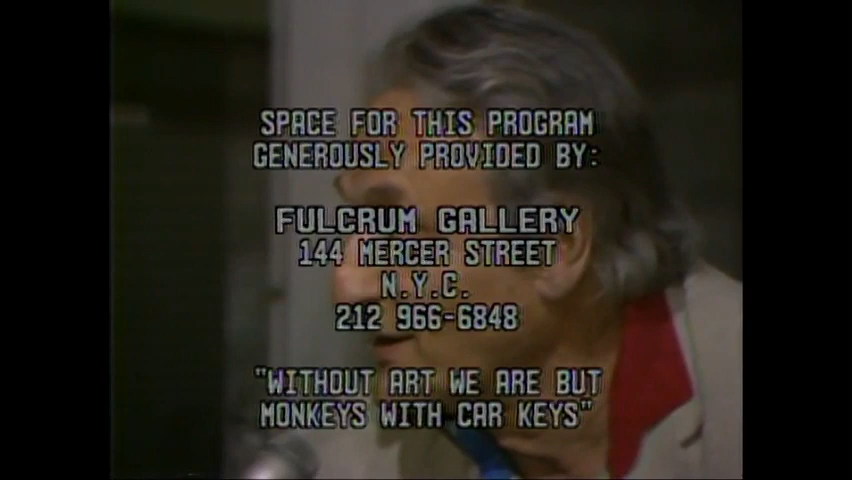 SPACE FOR THIS PROGRAM
GENEROUSLY PROVIDED BY:
FULCRUM GALLERY
144 MERCER STREET
N.Y.C.
212 966-6848
"WITHOUT ART WE ARE BUT
MONKEYS WITH CAR KEYS"